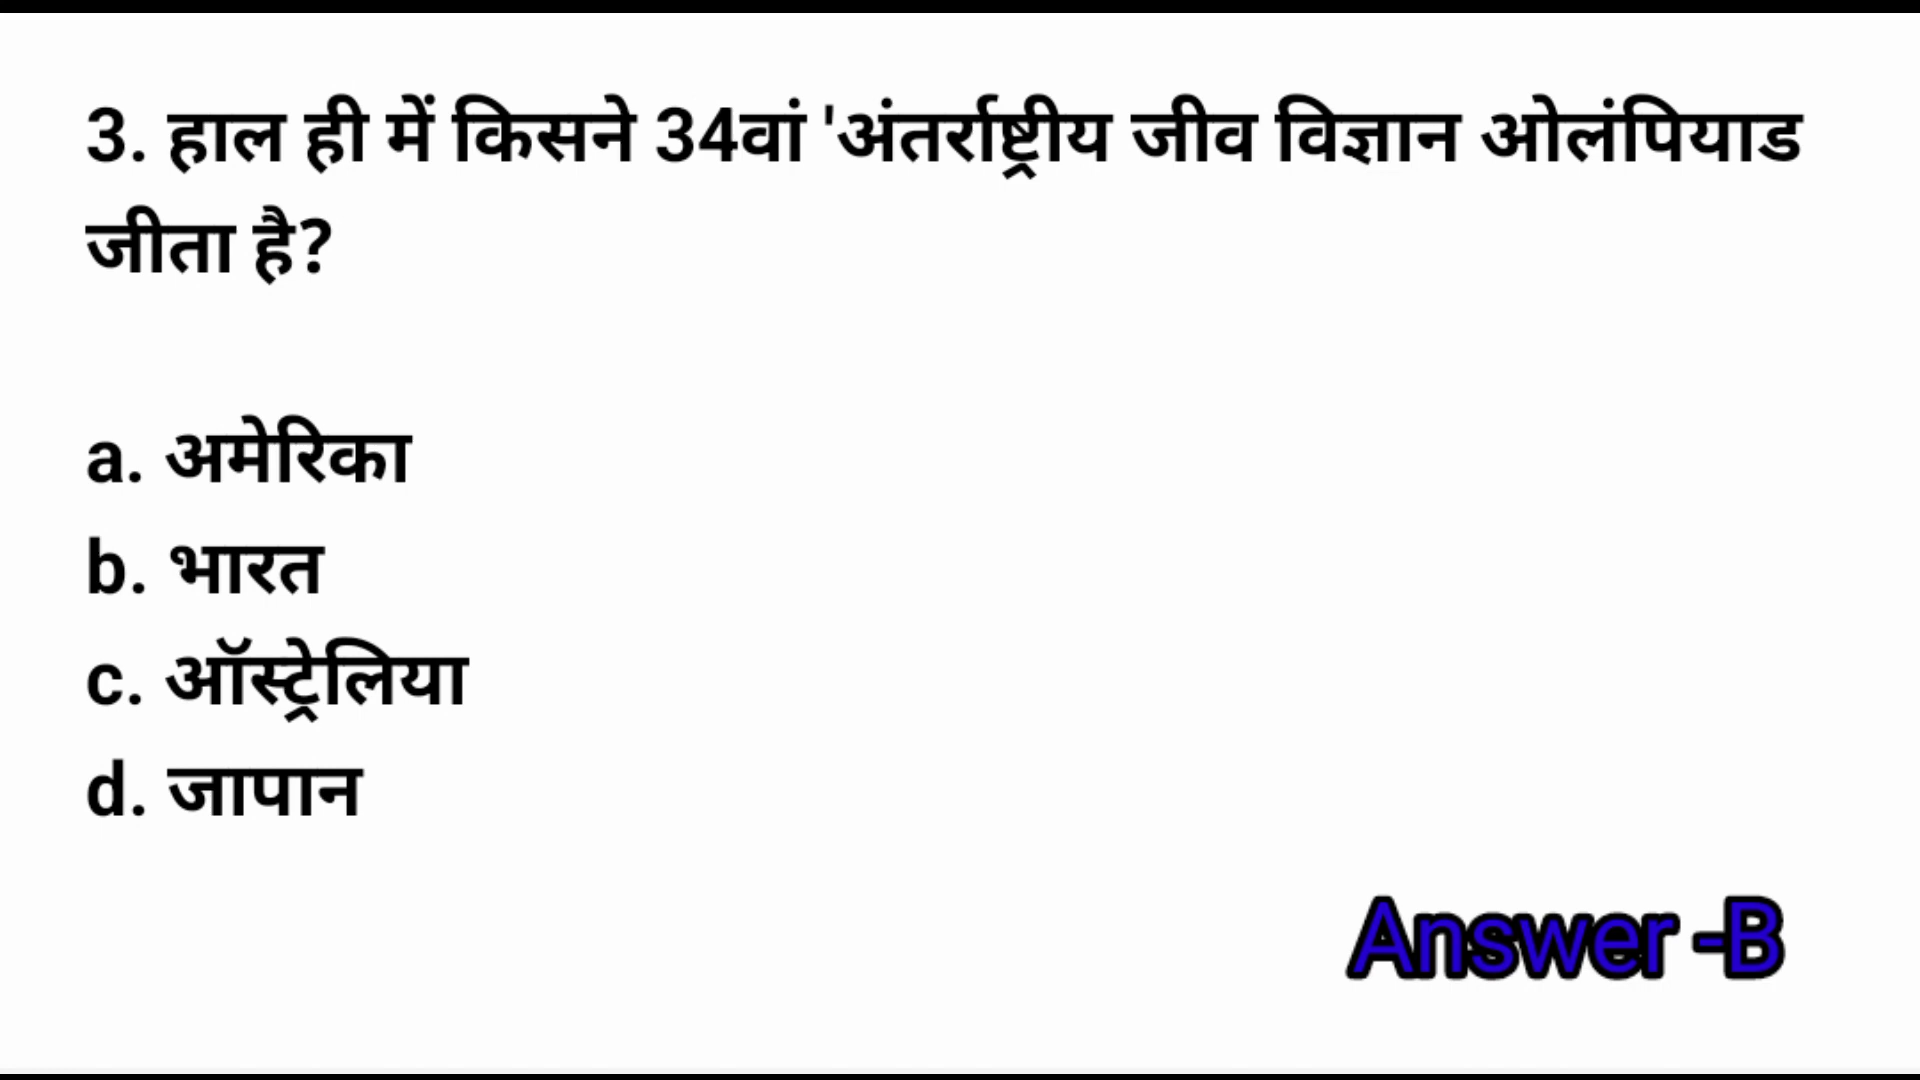 3. हाल ही में किसने 34वां 'अंतर्राष्ट्रीय जीव विज्ञान ओलंपियाड
जीता है?
a. अमेरिका
b. भारत
c. ऑस्ट्रेलिया
d. जापान
Answer -B